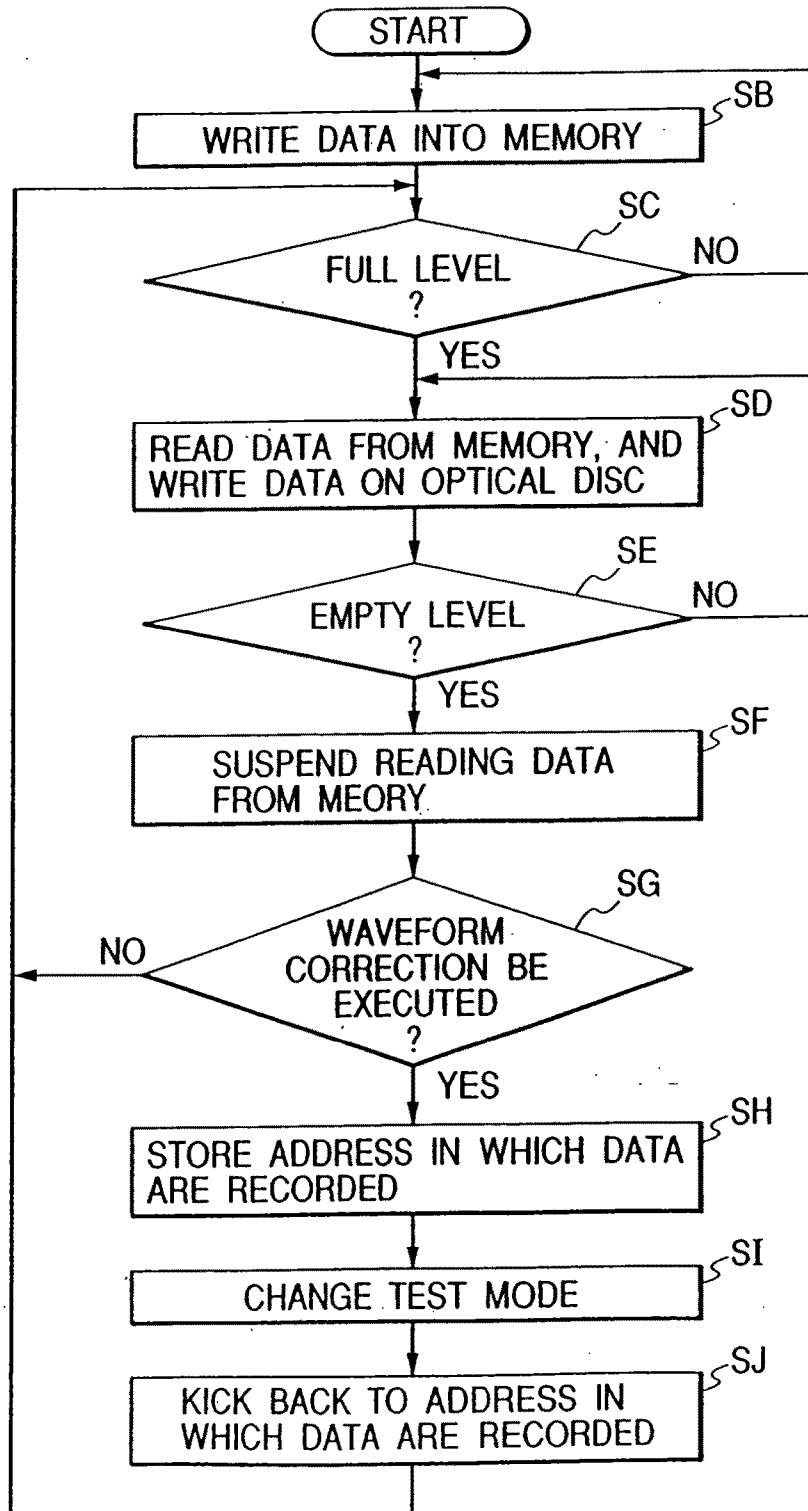 START
SB
WRITE DATA INTO MEMORY
SC
FULL LEVEL
?
NO
YES
SD
READ DATA FROM MEMORY, AND
WRITE DATA ON OPTICAL DISC
SE
EMPTY LEVEL
?
NO
YES
SF
SUSPEND READING DATA
FROM MEORY
SG
WAVEFORM
CORRECTION BE
EXECUTED
?
NO
YES
SH
STORE ADDRESS IN WHICH DATA
ARE RECORDED
SI
CHANGE TEST MODE
SJ
KICK BACK TO ADDRESS IN
WHICH DATA ARE RECORDED